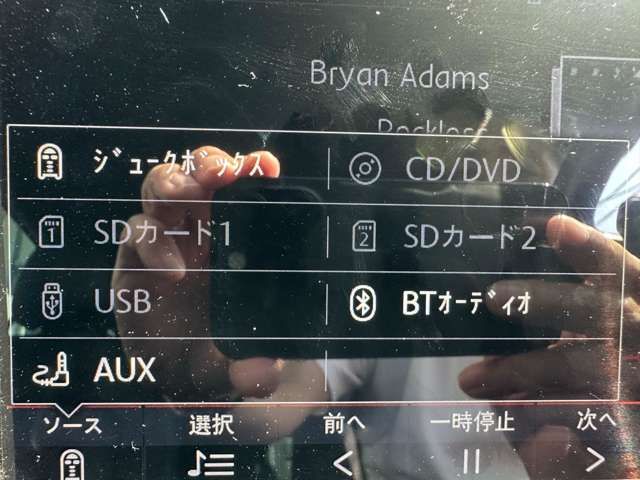 Bryan Adams
Reckless
ジュークボックス CD/DVD
1 SDカード1 2 SDカード2
USB BTオーディオ
AUX
ソース 選択 前へ 一時停止 次へ